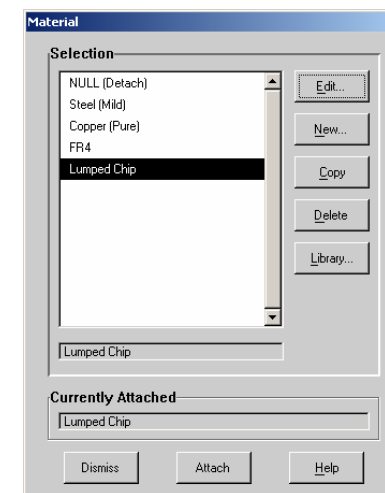 Material
Selection
NULL (Detach)
Steel (Mild)
Copper (Pure)
FR4
Lumped Chip
Edit...
New...
Copy
Delete
Library...
Lumped Chip
Currently Attached
Lumped Chip
Dismiss
Attach
Help